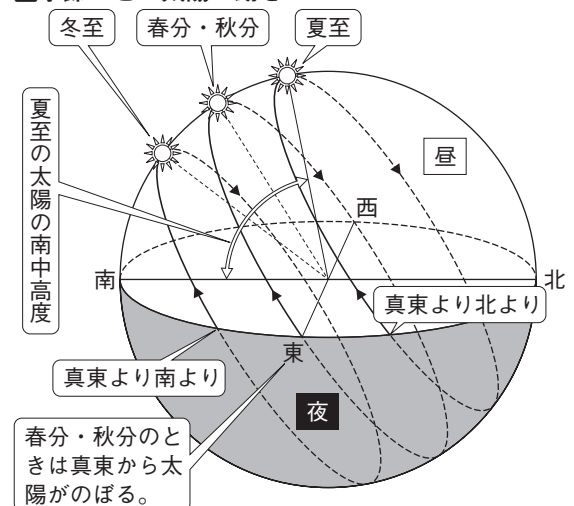 冬至
春分・秋分
夏至
夏至の太陽の南中高度
昼
西
南
北
真東より北より
東
真東より南より
夜
春分・秋分のと
きは真東から太
陽がのぼる。